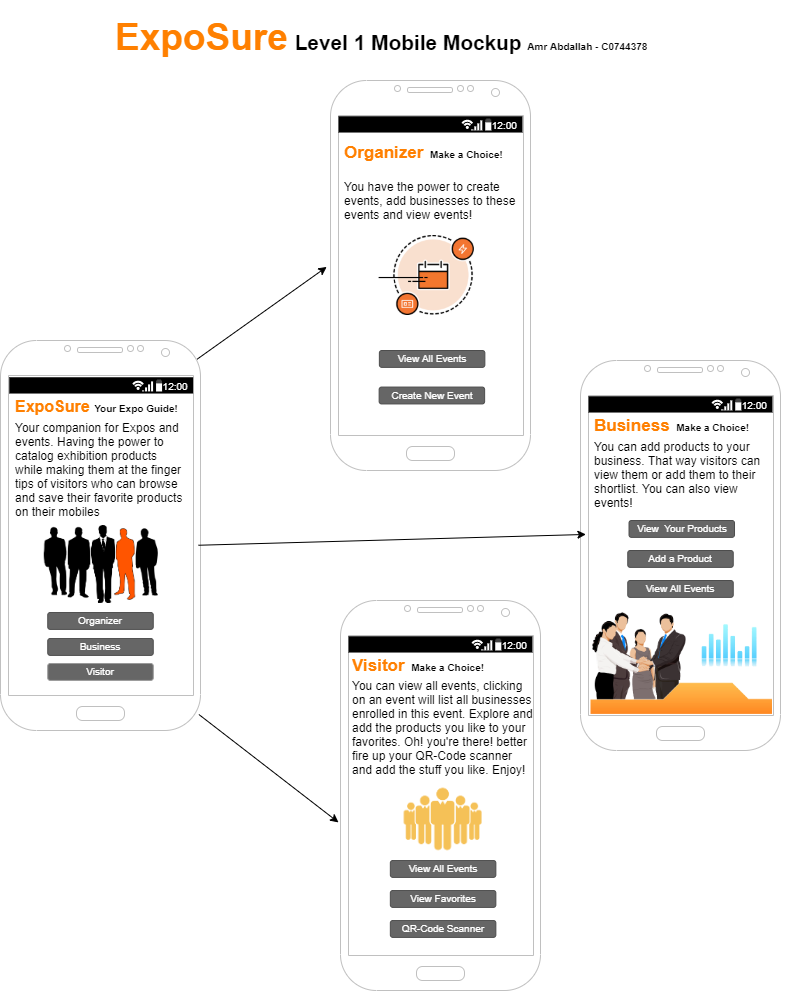 ExpoSure Level 1 Mobile Mockup Amr Abdallah - C0744378
12:00
Organizer Make a Choice!
You have the power to create
events, add businesses to these
events and view events!
View All Events
Create New Event
12:00
ExpoSure Your Expo Guide!
Your companion for Expos and
events. Having the power to
catalog exhibition products
while making them at the finger
tips of visitors who can browse
and save their favorite products
on their mobiles
Organizer
Business
Visitor
12:00
Business Make a Choice!
You can add products to your
business. That way visitors can
view them or add them to their
shortlist. You can also view
events!
View Your Products
Add a Product
View All Events
12:00
Visitor Make a Choice!
You can view all events, clicking
on an event will list all businesses
enrolled in this event. Explore and
add the products you like to your
favorites. Oh! you're there! better
fire up your QR-Code scanner
and add the stuff you like. Enjoy!
View All Events
View Favorites
QR-Code Scanner